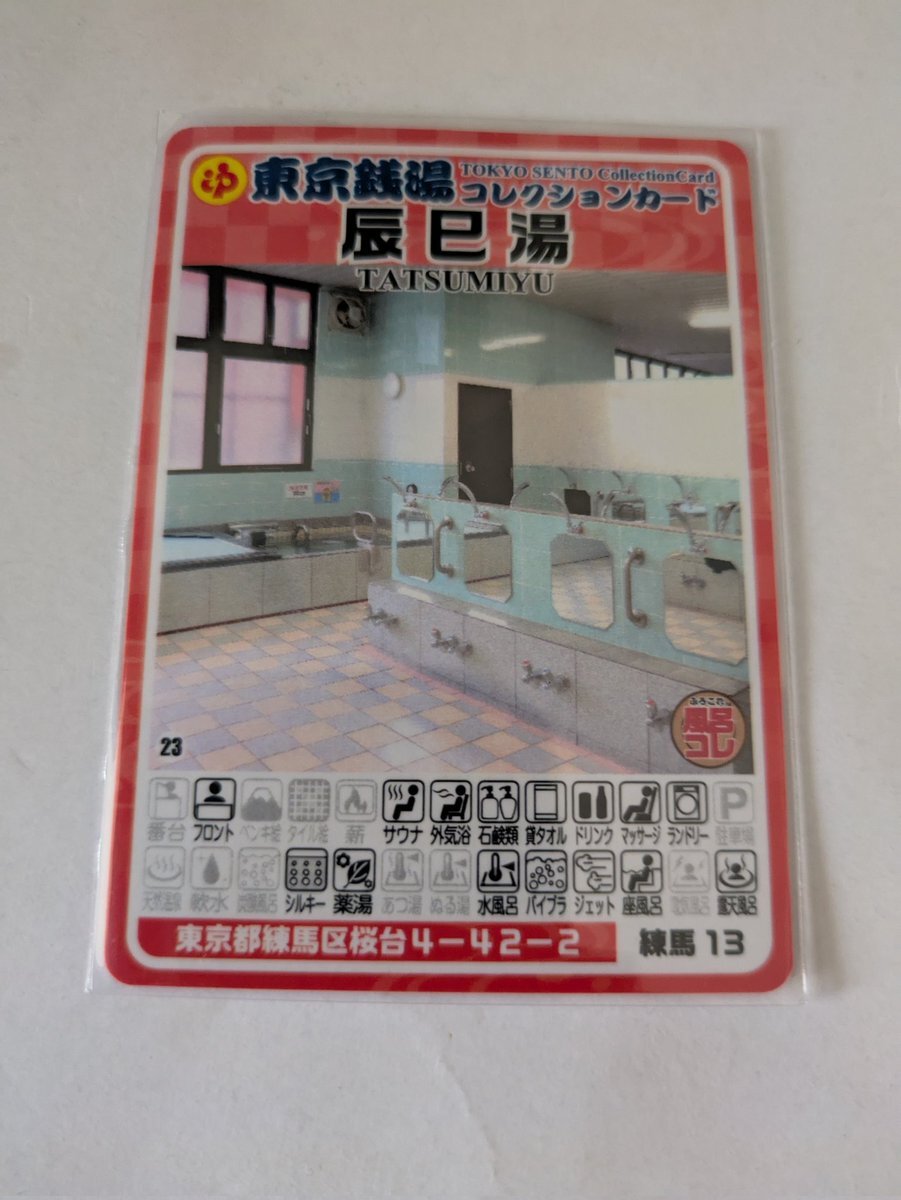 東京銭湯
TOKYO SENTO CollectionCard
コレクションカード
辰巳湯
TATSUMIYU
風呂
コレ
23
番台 フロント ペンキ絵 タイル絵 薪 サウナ 外気浴 石鹸類 貸タオル ドリンク マッサージ ランドリー P 駐車場
天然温泉 軟水 炭酸風呂 シルキー 薬湯 あつ湯 ぬる湯 水風呂 バイブラ ジェット 座風呂 電気風呂 露天風呂
東京都練馬区桜台4-42-2
練馬 13